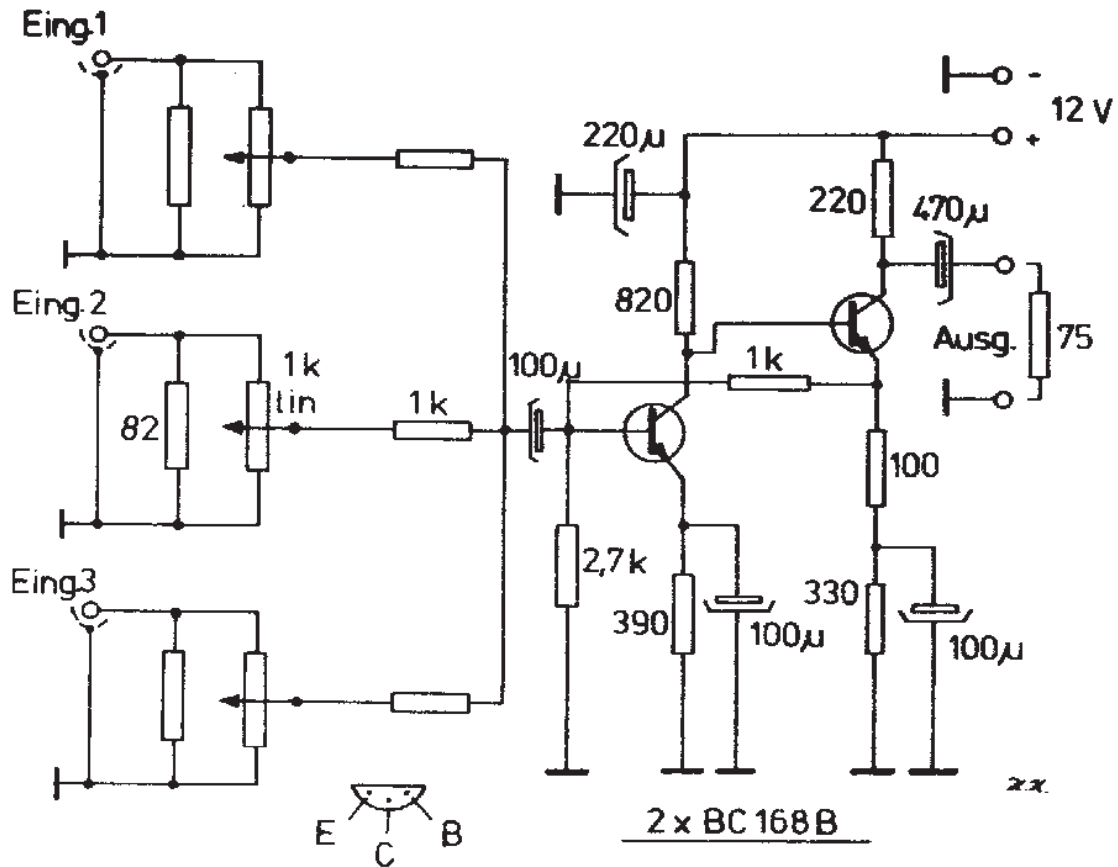 Eing.1
-
12 V
+
220µ
220
470µ
820
Ausg.
75
Eing.2
1k
lin
82
1k
100µ
1k
100
Eing.3
2,7k
390
100µ
330
100µ
E
C
B
2 x BC 168 B